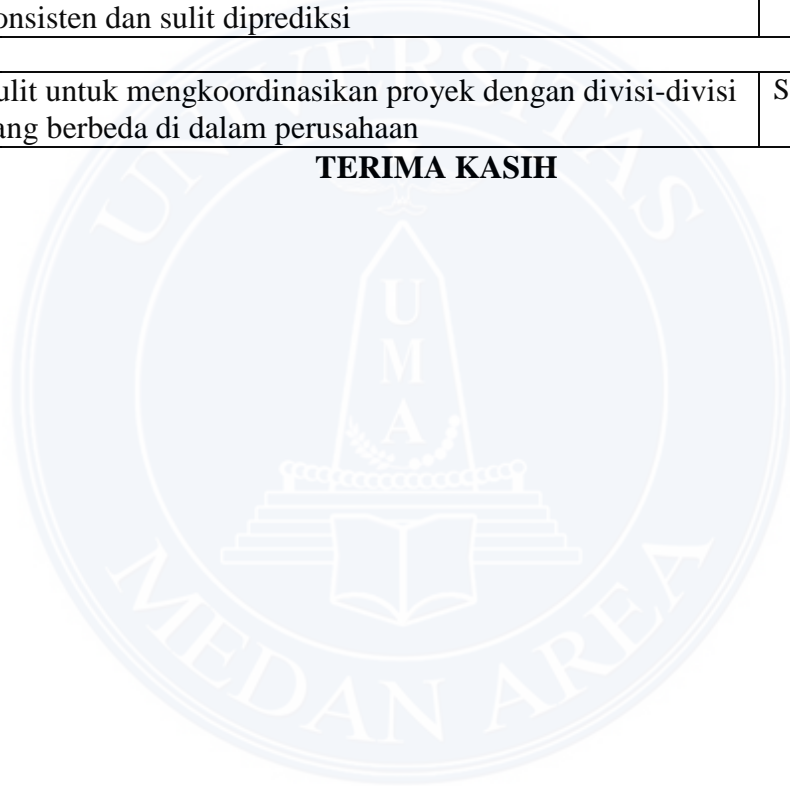 onsisten dan sulit diprediksi
ulit untuk mengkoordinasikan proyek dengan divisi-divisi S
ang berbeda di dalam perusahaan
TERIMA KASIH
UNIVERSITAS
U
M
A
MEDAN AREA